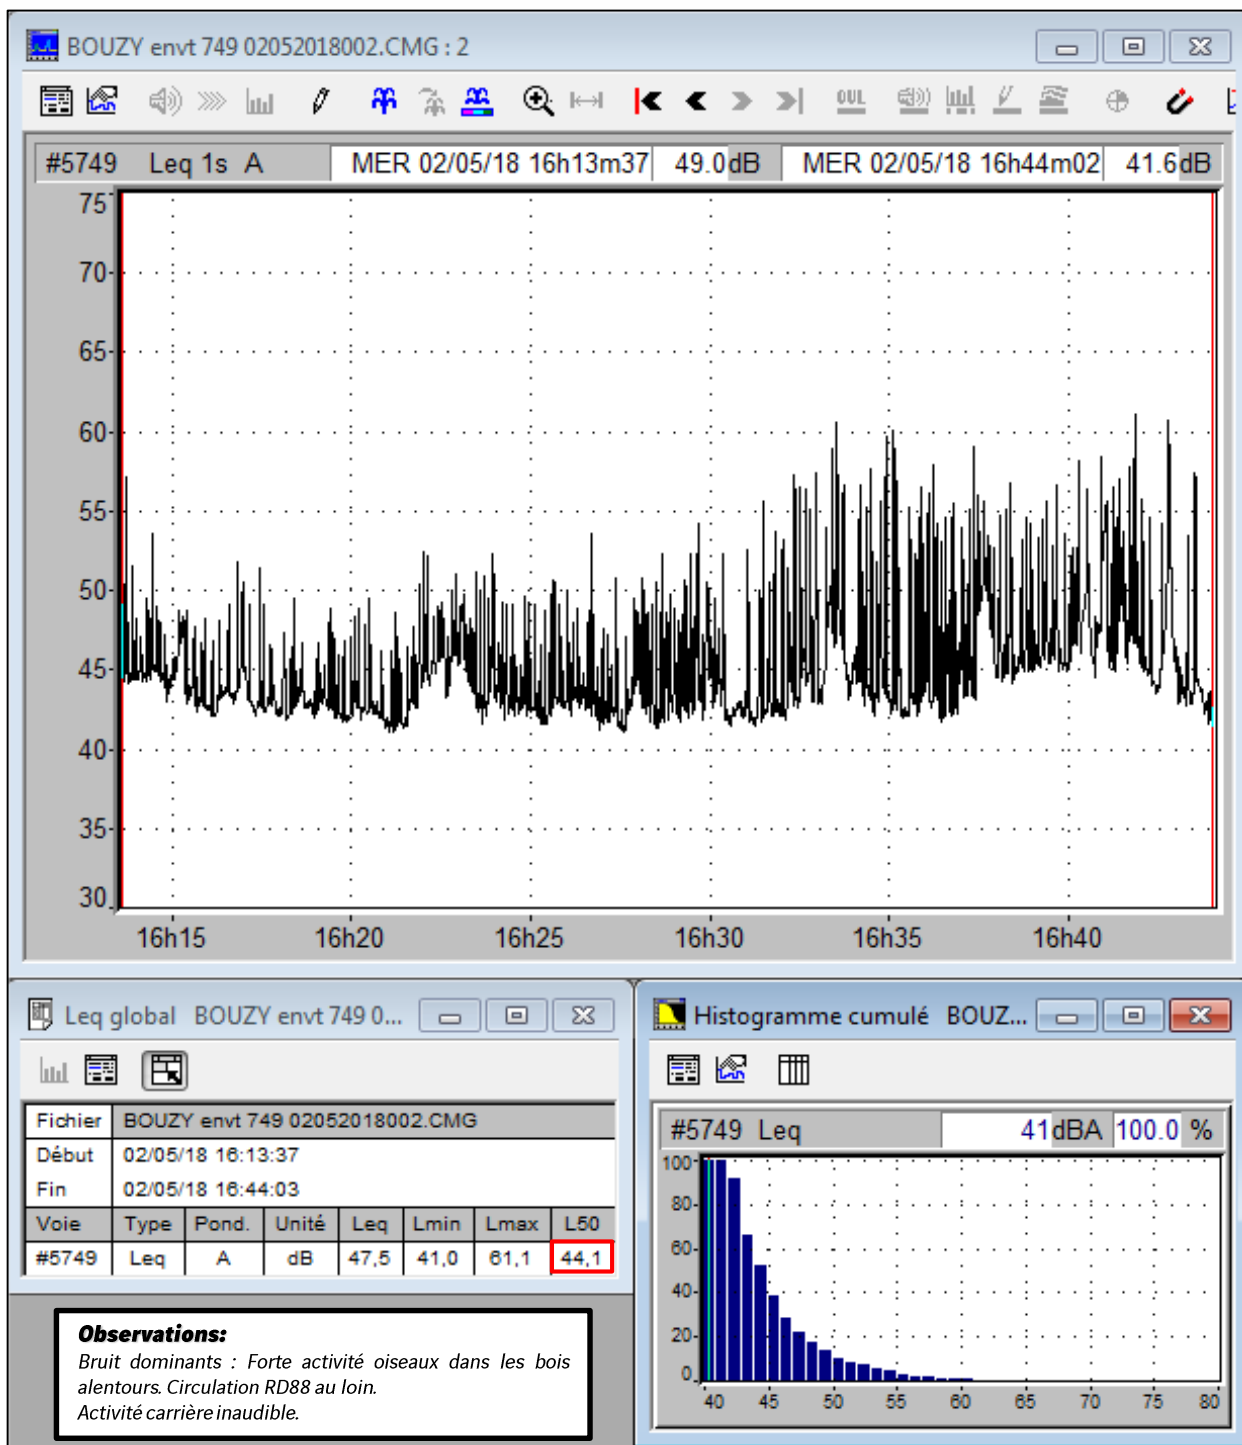 BOUZY envt 749 02052018002.CMG : 2
OVL
#5749 Leq 1s A MER 02/05/18 16h13m37 49.0dB MER 02/05/18 16h44m02 41.6dB
75
70
65
60
55
50
45
40
35
30
16h15 16h20 16h25 16h30 16h35 16h40
Leq global BOUZY envt 749 0...
Fichier BOUZY envt 749 02052018002.CMG
Début 02/05/18 16:13:37
Fin 02/05/18 16:44:03
Voie Type Pond. Unité Leq Lmin Lmax L50
#5749 Leq A dB 47,5 41,0 61,1 44,1
Observations:
Bruit dominants : Forte activité oiseaux dans les bois
alentours. Circulation RD88 au loin.
Activité carrière inaudible.
Histogramme cumulé BOUZ...
#5749 Leq 41dBA 100.0 %
100
80
60
40
20
0
40 45 50 55 60 65 70 75 80